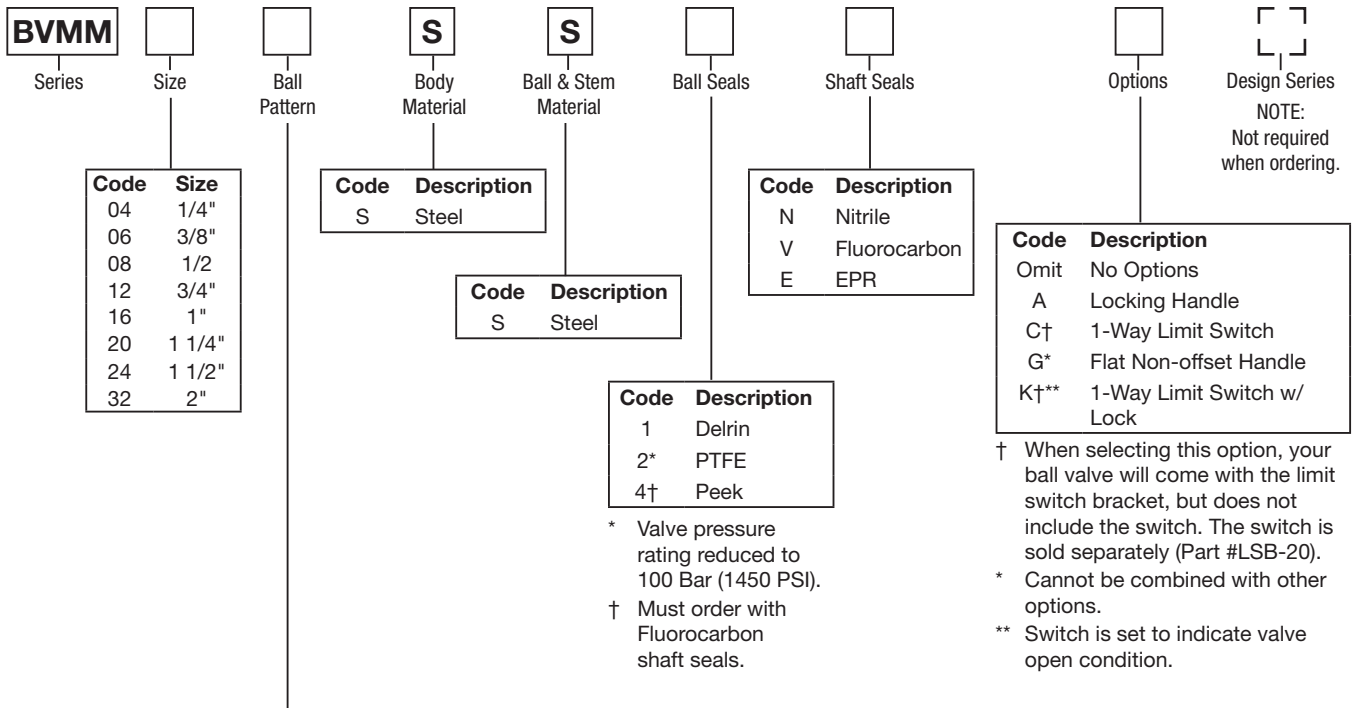 BVMM
S
S
Series
Size
Ball
Pattern
Body
Material
Ball & Stem
Material
Ball Seals
Shaft Seals
Options
Design Series
NOTE:
Not required
when ordering.
Code Size
04 1/4"
06 3/8"
08 1/2
12 3/4"
16 1"
20 1 1/4"
24 1 1/2"
32 2"
Code Description
S Steel
Code Description
S Steel
Code Description
1 Delrin
2* PTFE
4† Peek
* Valve pressure
rating reduced to
100 Bar (1450 PSI).
† Must order with
Fluorocarbon
shaft seals.
Code Description
N Nitrile
V Fluorocarbon
E EPR
Code Description
Omit No Options
A Locking Handle
C† 1-Way Limit Switch
G* Flat Non-offset Handle
K†** 1-Way Limit Switch w/
Lock
† When selecting this option, your
ball valve will come with the limit
switch bracket, but does not
include the switch. The switch is
sold separately (Part #LSB-20).
* Cannot be combined with other
options.
** Switch is set to indicate valve
open condition.